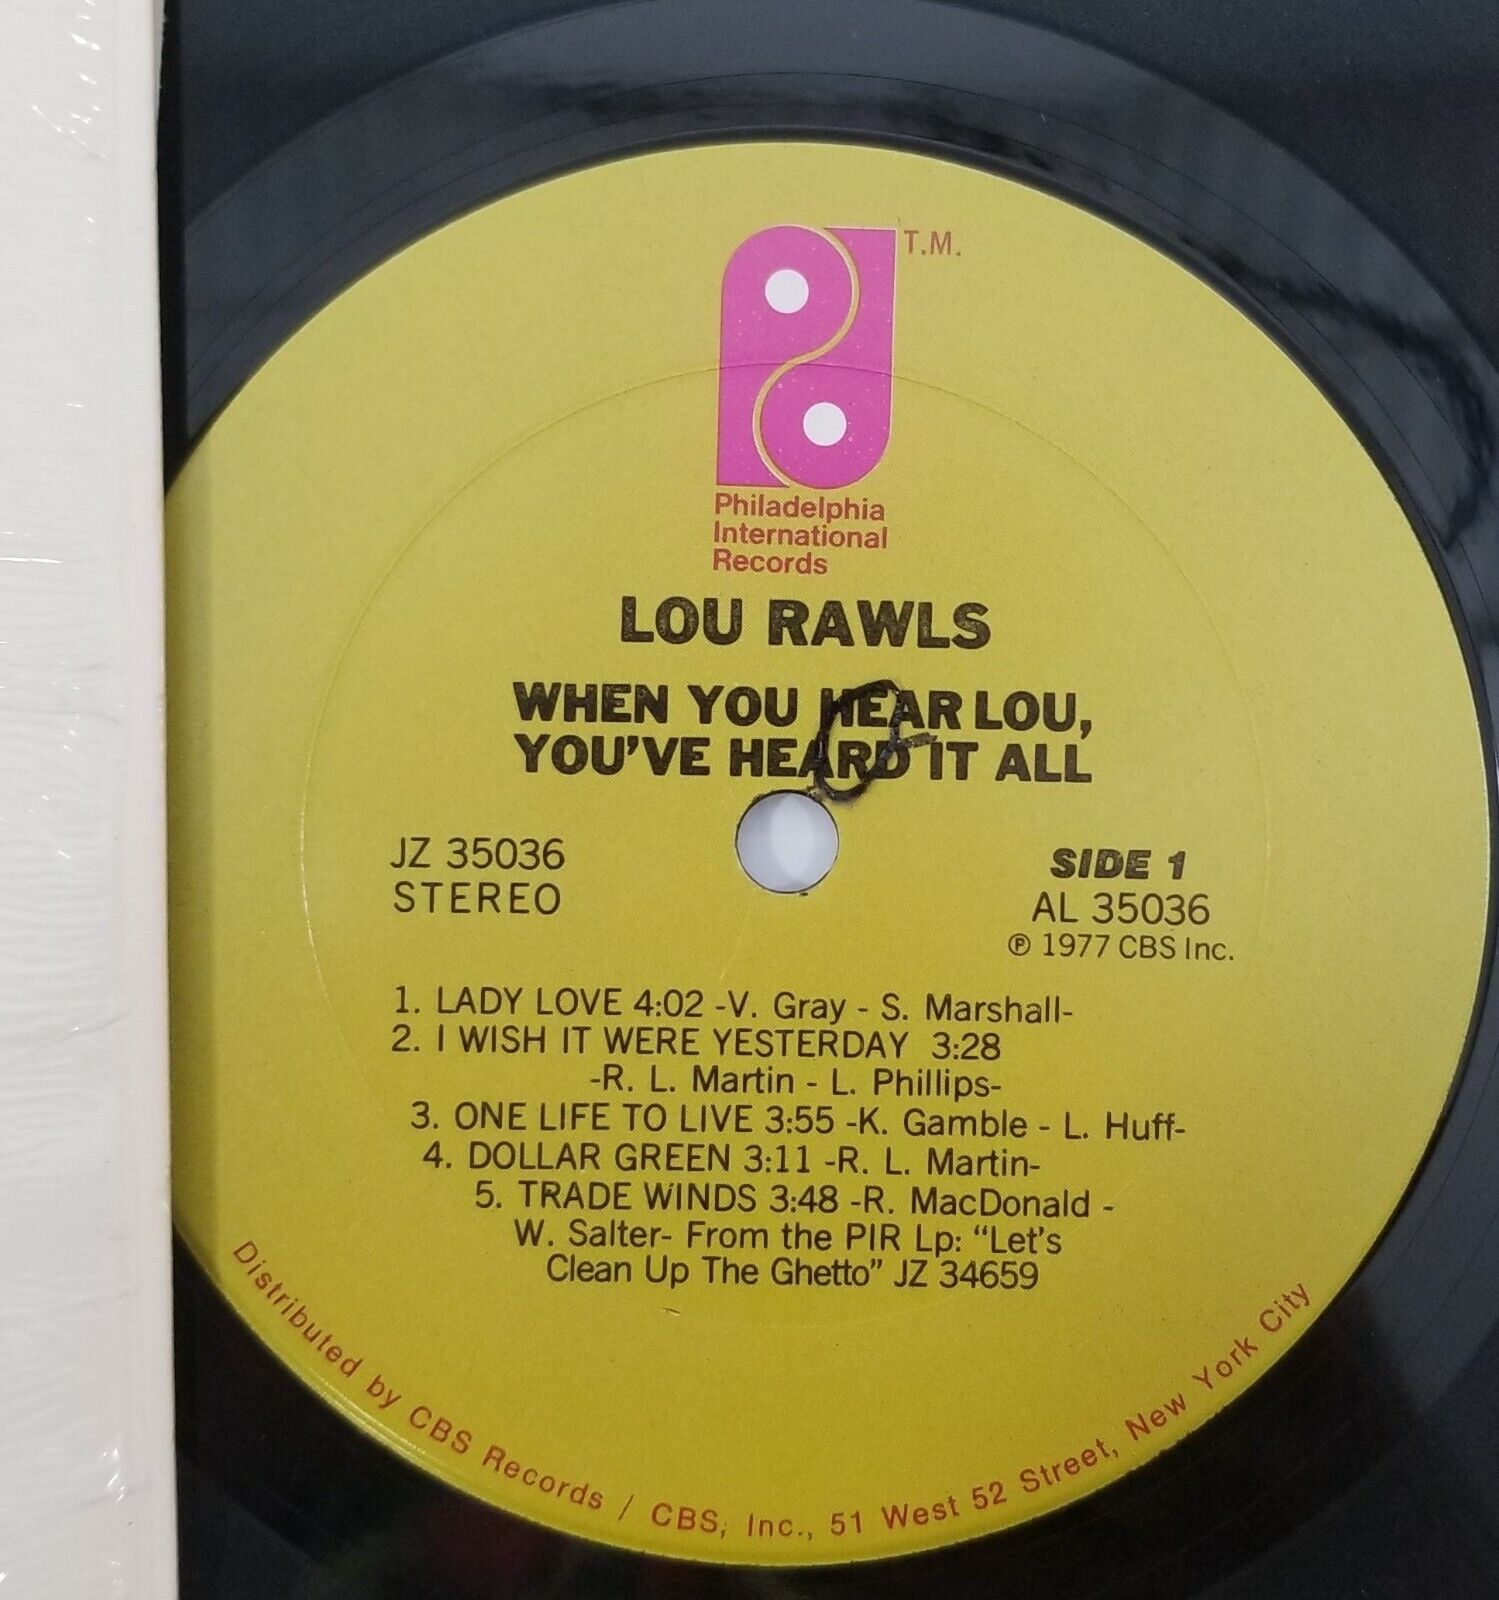 T.M.
Philadelphia
International
Records
LOU RAWLS
WHEN YOU HEAR LOU,
YOU'VE HEARD IT ALL
JZ 35036
STEREO
SIDE 1
AL 35036
℗ 1977 CBS Inc.
1. LADY LOVE 4:02 -V. Gray - S. Marshall-
2. I WISH IT WERE YESTERDAY 3:28
-R. L. Martin - L. Phillips-
3. ONE LIFE TO LIVE 3:55 -K. Gamble - L. Huff-
4. DOLLAR GREEN 3:11 -R. L. Martin-
5. TRADE WINDS 3:48 -R. MacDonald -
W. Salter- From the PIR Lp: “Let's
Clean Up The Ghetto” JZ 34659
Distributed by CBS Records / CBS, Inc., 51 West 52 Street, New York City